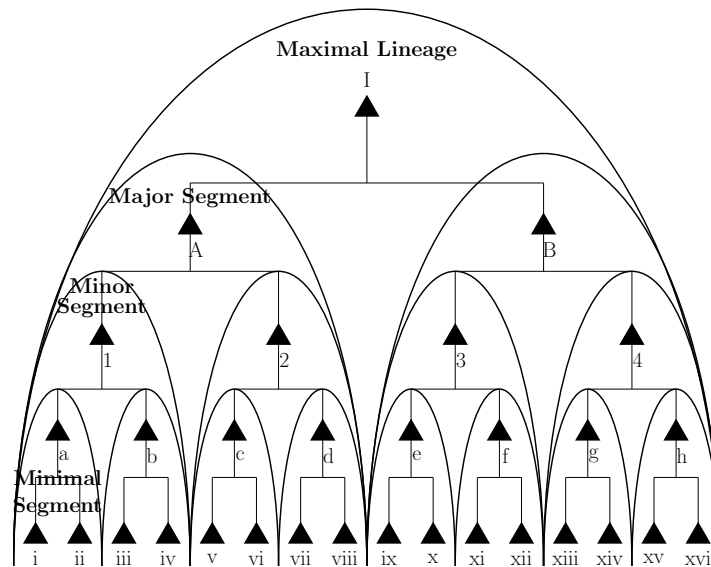 Maximal Lineage
I
Major Segment
A
B
Minor
Segment
1
2
3
4
a
b
c
d
e
f
g
h
Minimal
Segment
i
ii
iii
iv
v
vi
vii
viii
ix
x
xi
xii
xiii
xiv
xv
xvi